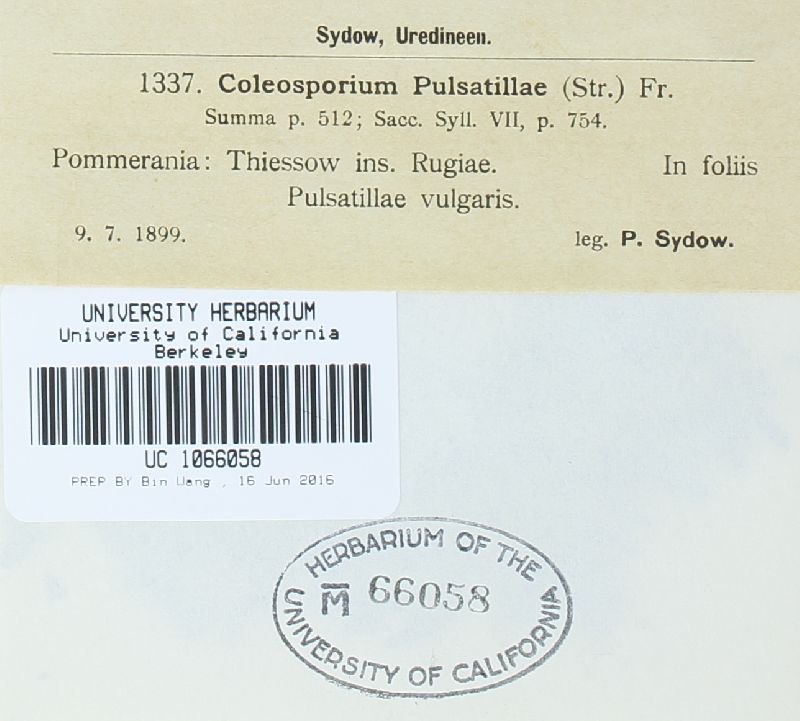 Sydow, Uredineen.
1337. Coleosporium Pulsatillae (Str.) Fr.
Summa p. 512; Sacc. Syll. VII, p. 754.
Pommerania: Thiessow ins. Rugiae. In foliis
Pulsatillae vulgaris.
9. 7. 1899. leg. P. Sydow.
UNIVERSITY HERBARIUM
University of California
Berkeley
UC 1066058
PREP BY Bin Wang , 16 Jun 2016
HERBARIUM OF THE
M 66058
UNIVERSITY OF CALIFORNIA